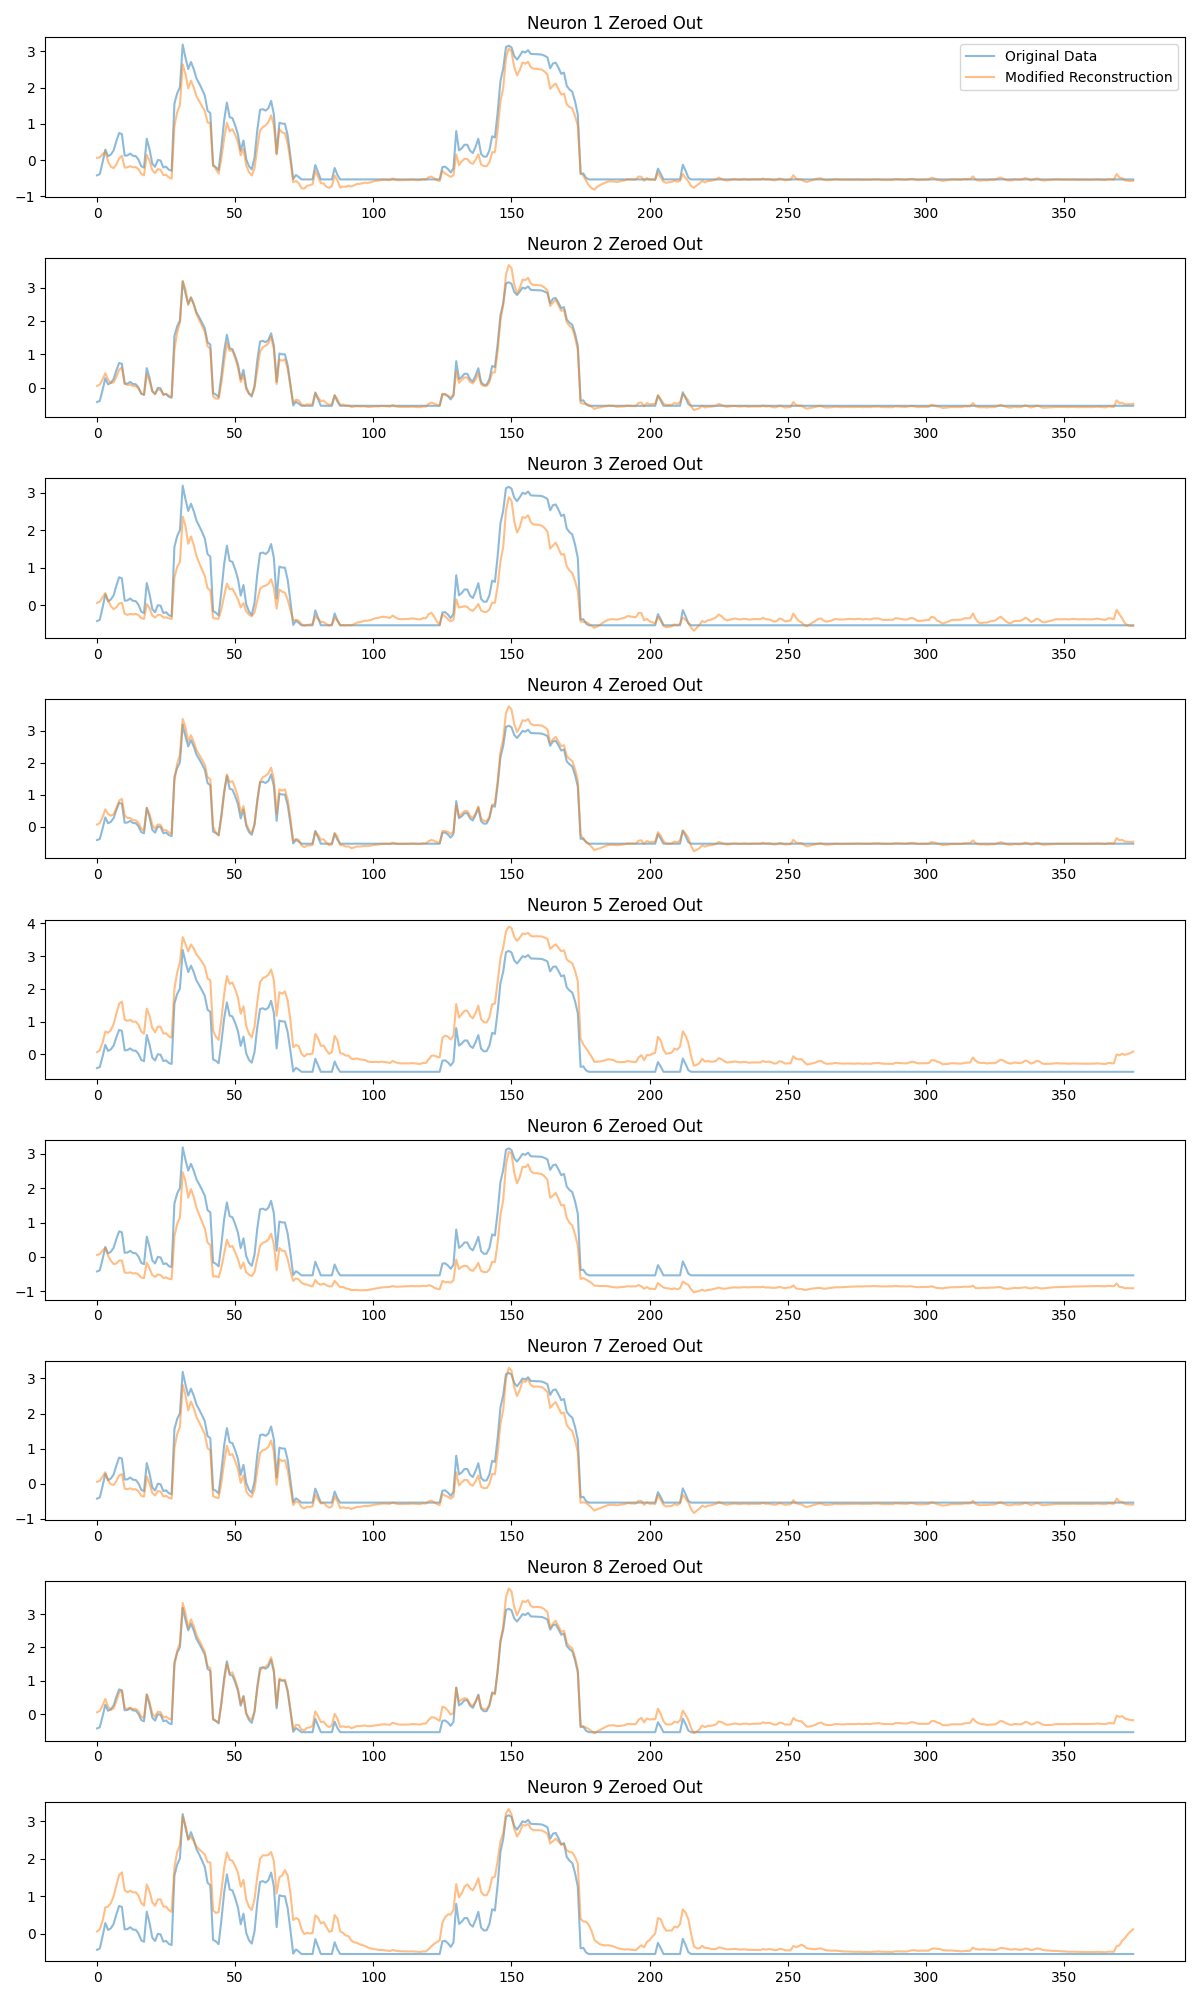 Neuron 1 Zeroed Out
Original Data
Modified Reconstruction
3
2
1
0
−1
0 50 100 150 200 250 300 350
Neuron 2 Zeroed Out
3
2
1
0
0 50 100 150 200 250 300 350
Neuron 3 Zeroed Out
3
2
1
0
0 50 100 150 200 250 300 350
Neuron 4 Zeroed Out
3
2
1
0
0 50 100 150 200 250 300 350
Neuron 5 Zeroed Out
4
3
2
1
0
0 50 100 150 200 250 300 350
Neuron 6 Zeroed Out
3
2
1
0
−1
0 50 100 150 200 250 300 350
Neuron 7 Zeroed Out
3
2
1
0
−1
0 50 100 150 200 250 300 350
Neuron 8 Zeroed Out
3
2
1
0
0 50 100 150 200 250 300 350
Neuron 9 Zeroed Out
3
2
1
0
0 50 100 150 200 250 300 350